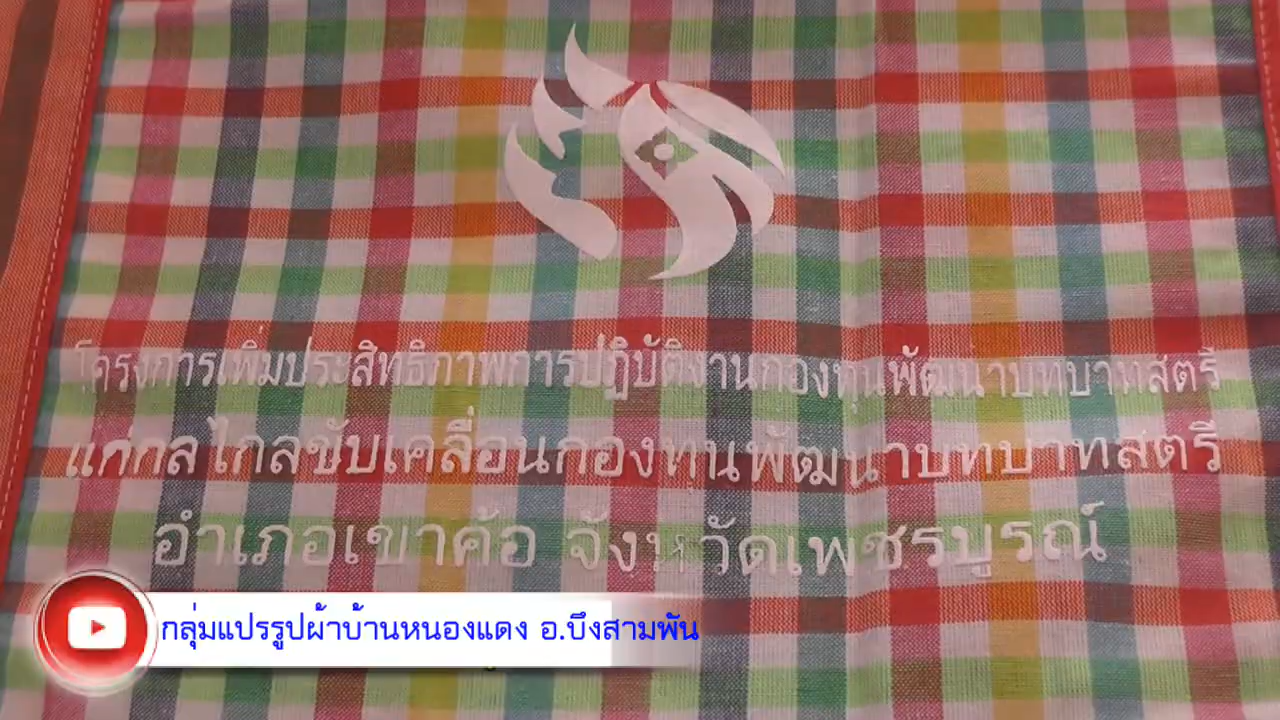 โครงการเพิ่มประสิทธิภาพการปฏิบัติงานกองทุนพัฒนาบทบาทสตรี
แก่กลไกลขับเคลื่อนกองทุนพัฒนาบทบาทสตรี
อำเภอเขาค้อ จังหวัดเพชรบูรณ์
กลุ่มแปรรูปผ้าบ้านหนองแดง อ.บึงสามพัน